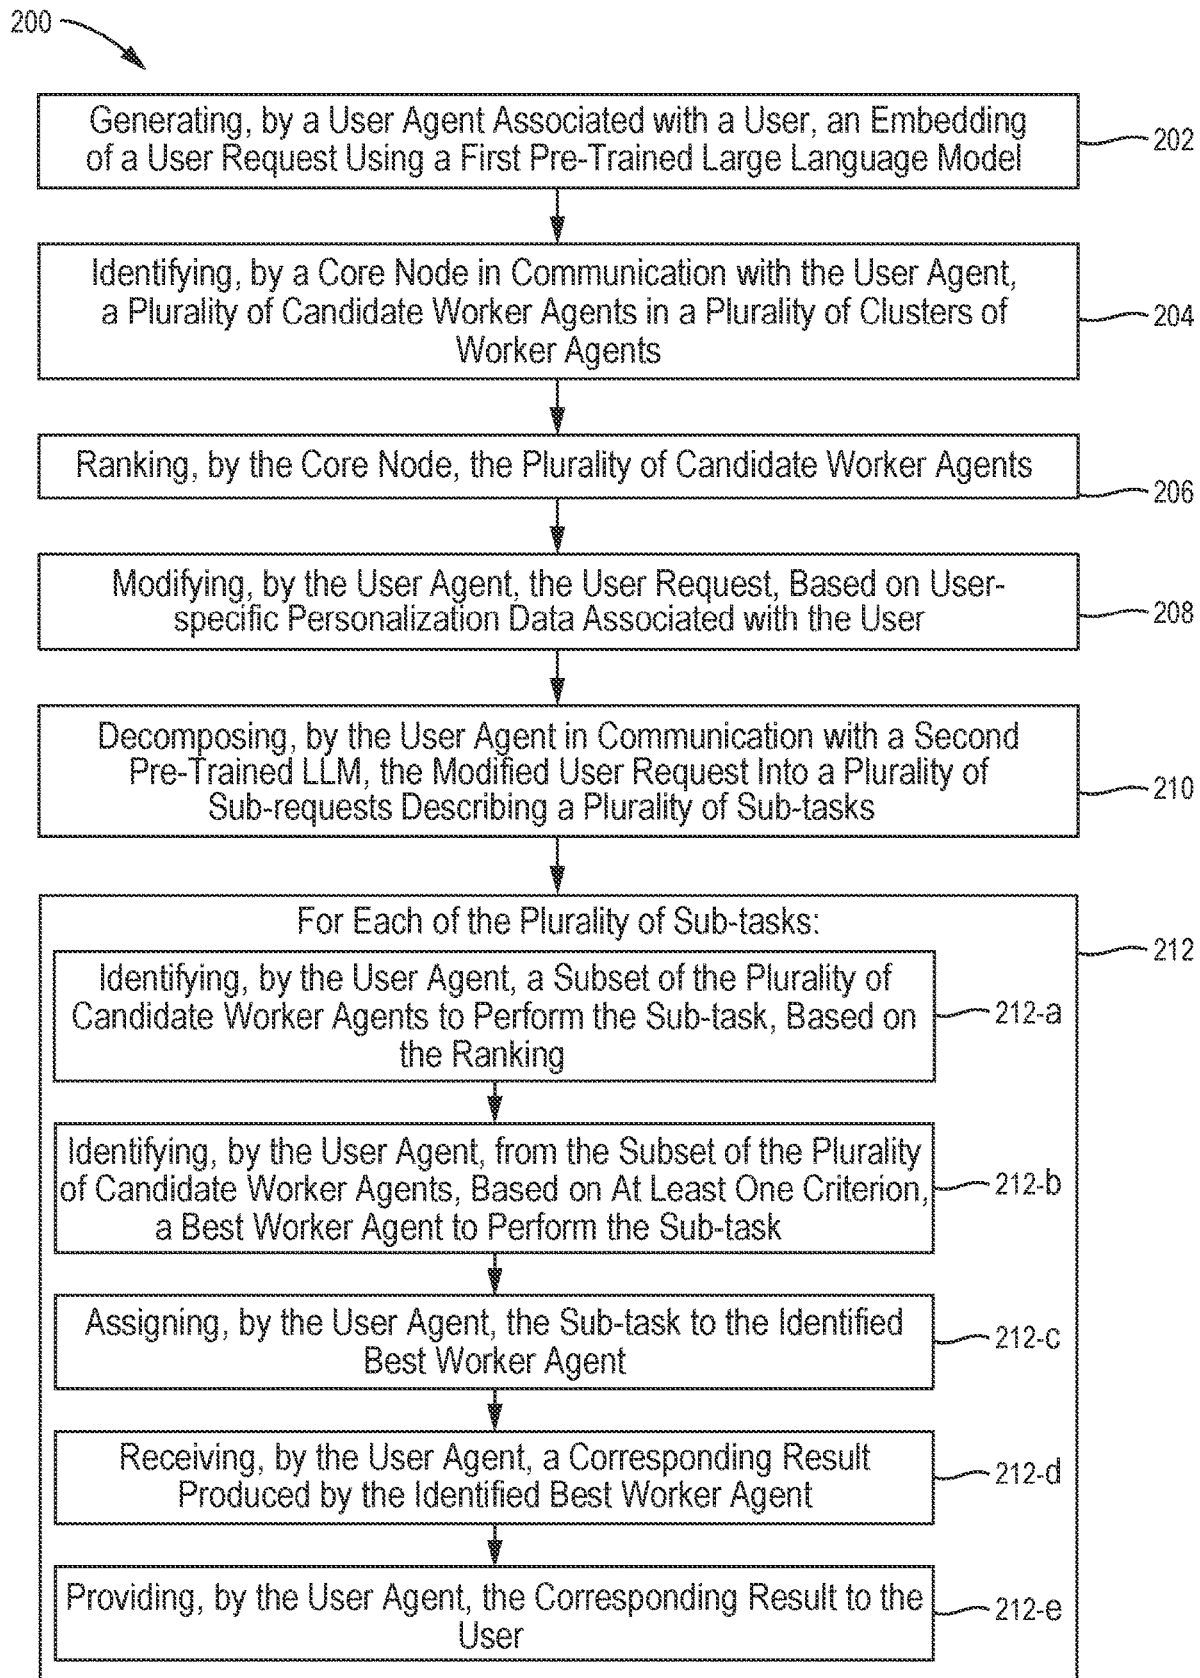 200
Generating, by a User Agent Associated with a User, an Embedding
of a User Request Using a First Pre-Trained Large Language Model
202
Identifying, by a Core Node in Communication with the User Agent,
a Plurality of Candidate Worker Agents in a Plurality of Clusters of
Worker Agents
204
Ranking, by the Core Node, the Plurality of Candidate Worker Agents
206
Modifying, by the User Agent, the User Request, Based on User-
specific Personalization Data Associated with the User
208
Decomposing, by the User Agent in Communication with a Second
Pre-Trained LLM, the Modified User Request Into a Plurality of
Sub-requests Describing a Plurality of Sub-tasks
210
For Each of the Plurality of Sub-tasks:
212
Identifying, by the User Agent, a Subset of the Plurality of
Candidate Worker Agents to Perform the Sub-task, Based on
the Ranking
212-a
Identifying, by the User Agent, from the Subset of the Plurality
of Candidate Worker Agents, Based on At Least One Criterion,
a Best Worker Agent to Perform the Sub-task
212-b
Assigning, by the User Agent, the Sub-task to the Identified
Best Worker Agent
212-c
Receiving, by the User Agent, a Corresponding Result
Produced by the Identified Best Worker Agent
212-d
Providing, by the User Agent, the Corresponding Result to the
User
212-e